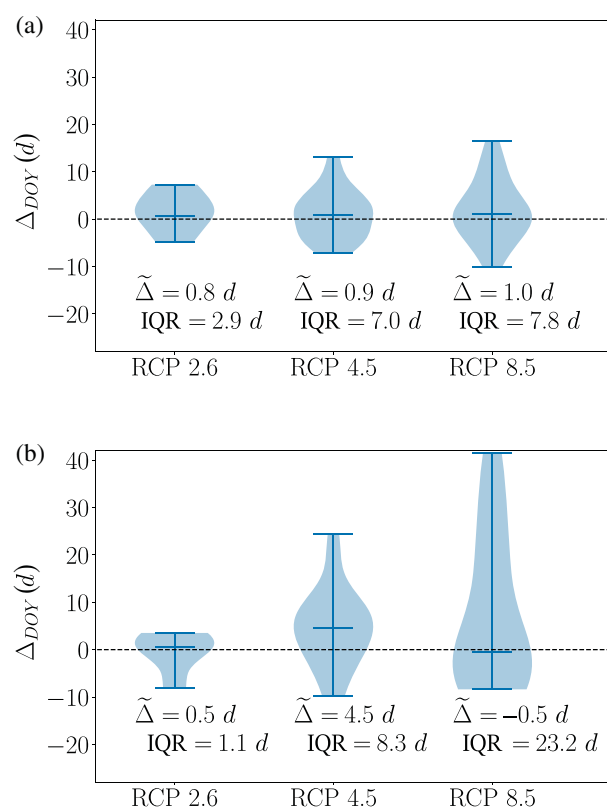 (a)
40
30
20
10
0
−10
−20
Δ_DOY (d)
Δ̃ = 0.8 d
IQR = 2.9 d
Δ̃ = 0.9 d
IQR = 7.0 d
Δ̃ = 1.0 d
IQR = 7.8 d
RCP 2.6
RCP 4.5
RCP 8.5
(b)
40
30
20
10
0
−10
−20
Δ_DOY (d)
Δ̃ = 0.5 d
IQR = 1.1 d
Δ̃ = 4.5 d
IQR = 8.3 d
Δ̃ = –0.5 d
IQR = 23.2 d
RCP 2.6
RCP 4.5
RCP 8.5